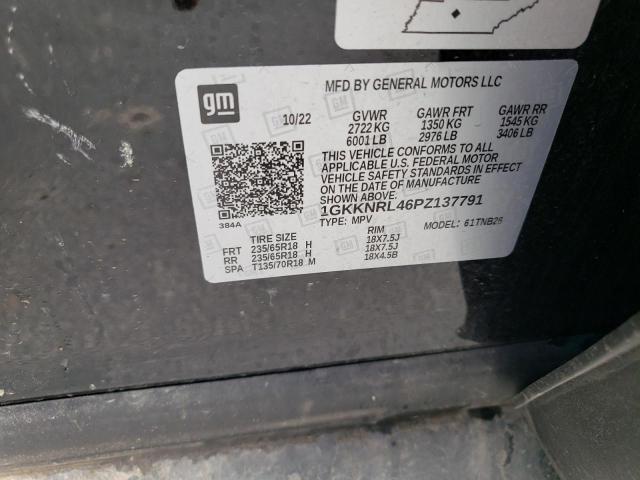 gm
MFD BY GENERAL MOTORS LLC
10/22
GVWR GAWR FRT GAWR RR
2722 KG 1350 KG 1545 KG
6001 LB 2976 LB 3406 LB
THIS VEHICLE CONFORMS TO ALL
APPLICABLE U.S. FEDERAL MOTOR
VEHICLE SAFETY STANDARDS IN EFFECT
ON THE DATE OF MANUFACTURE
SHOWN ABOVE.
1GKKNRL46PZ137791
TYPE: MPV MODEL: 61TNB26
384A
TIRE SIZE RIM
FRT 235/65R18 H 18X7.5J
RR 235/65R18 H 18X7.5J
SPA T135/70R18 M 18X4.5B